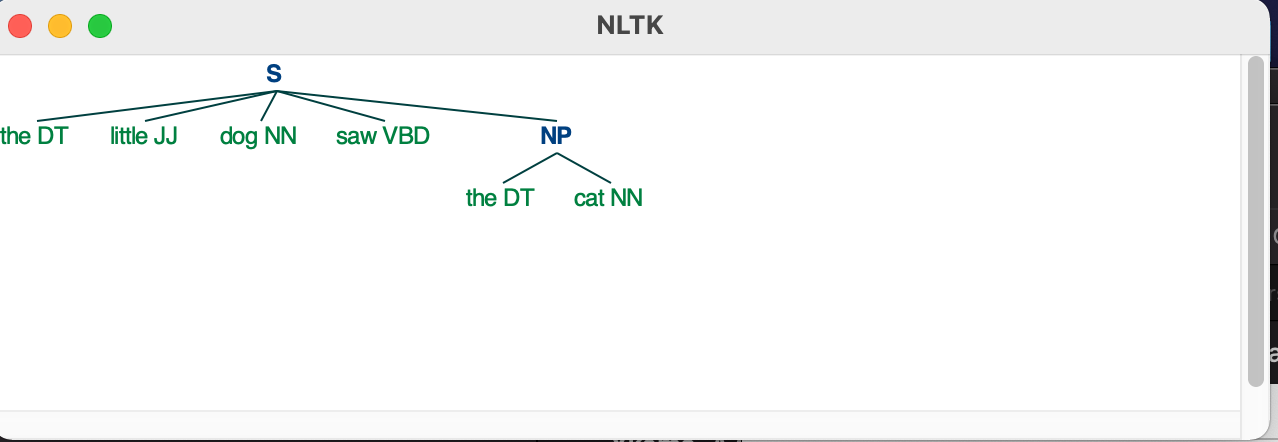 NLTK
S
the DT little JJ dog NN saw VBD NP
the DT cat NN